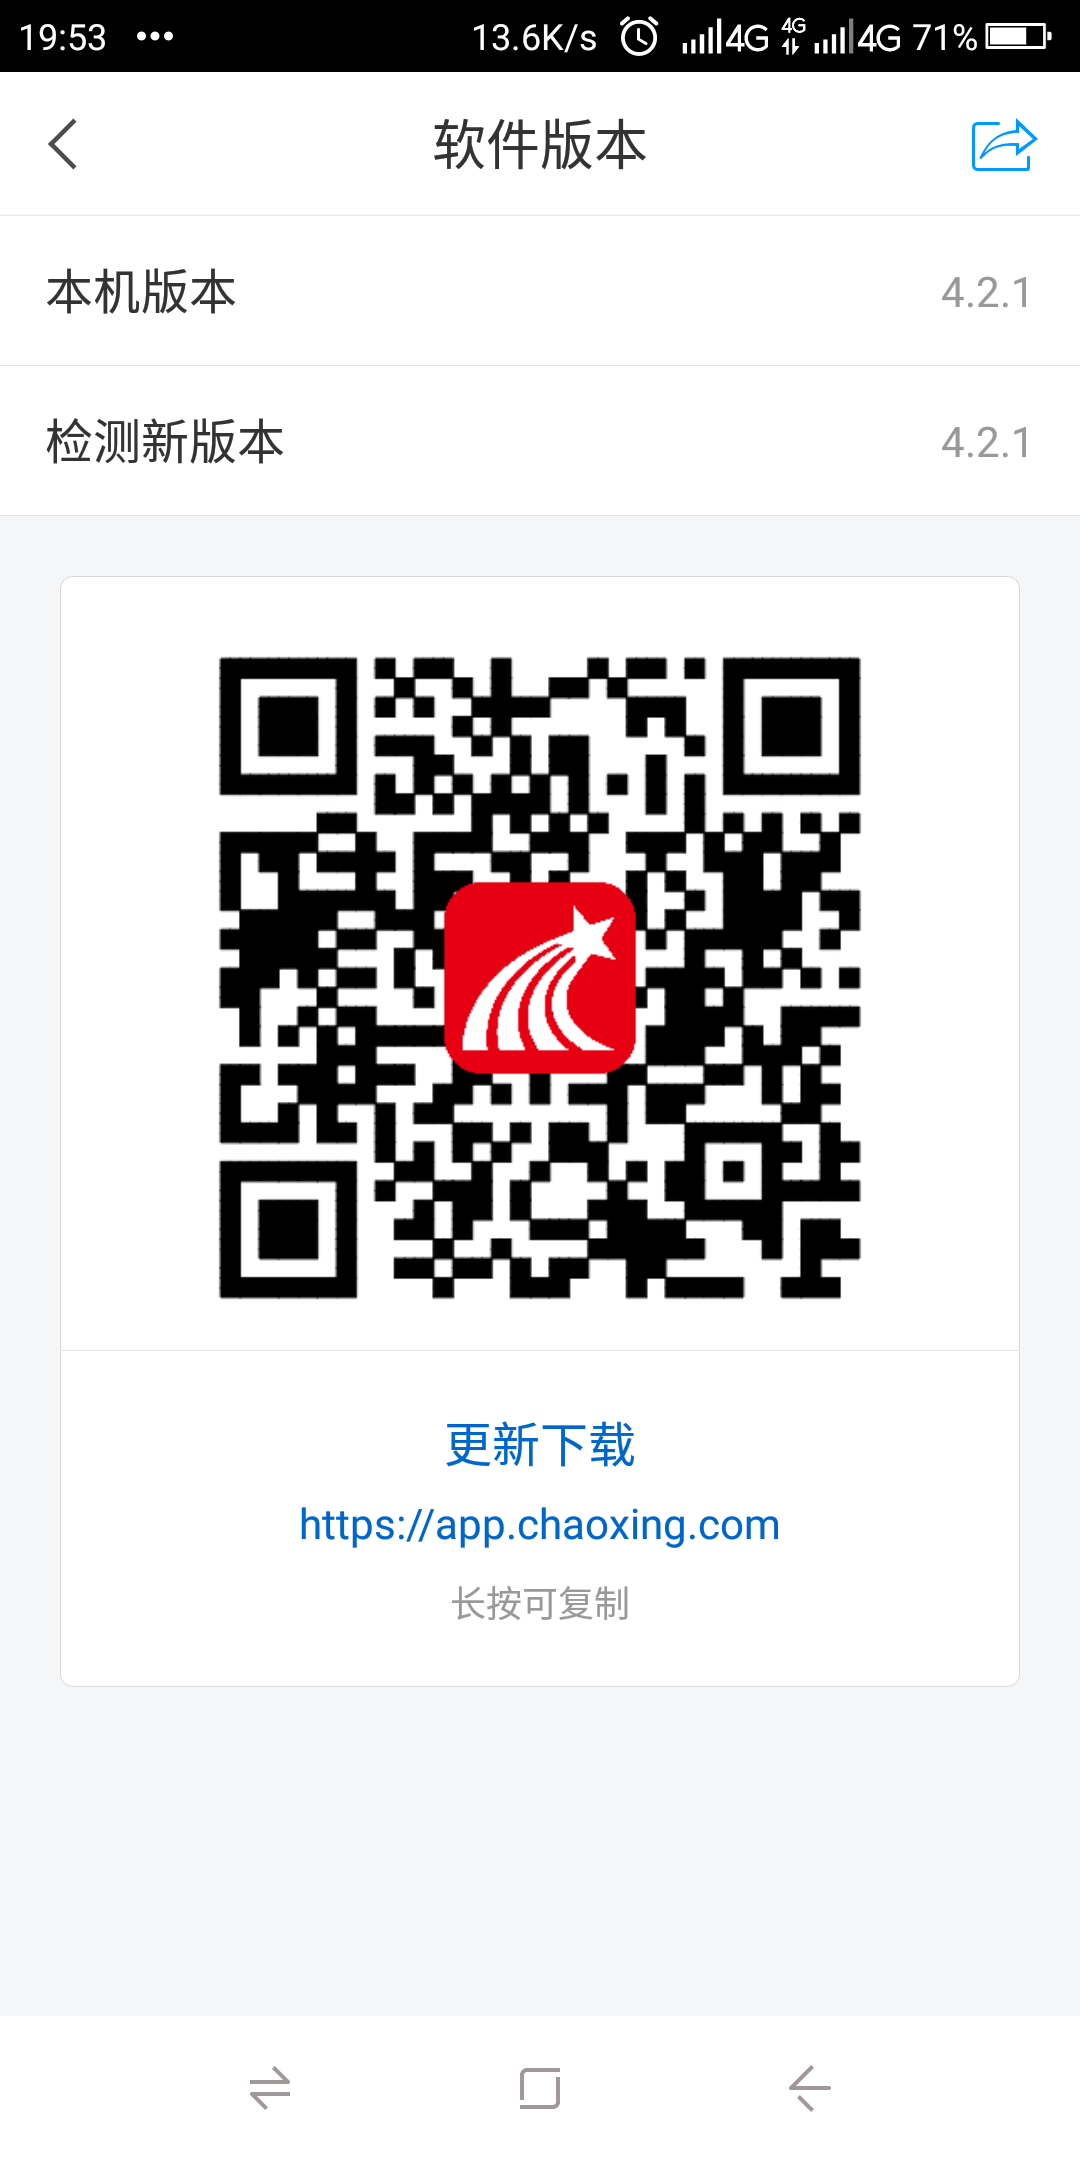 19:53 ••• 13.6K/s 4G 4G 4G 71%
软件版本
本机版本 4.2.1
检测新版本 4.2.1
更新下载
https://app.chaoxing.com
长按可复制